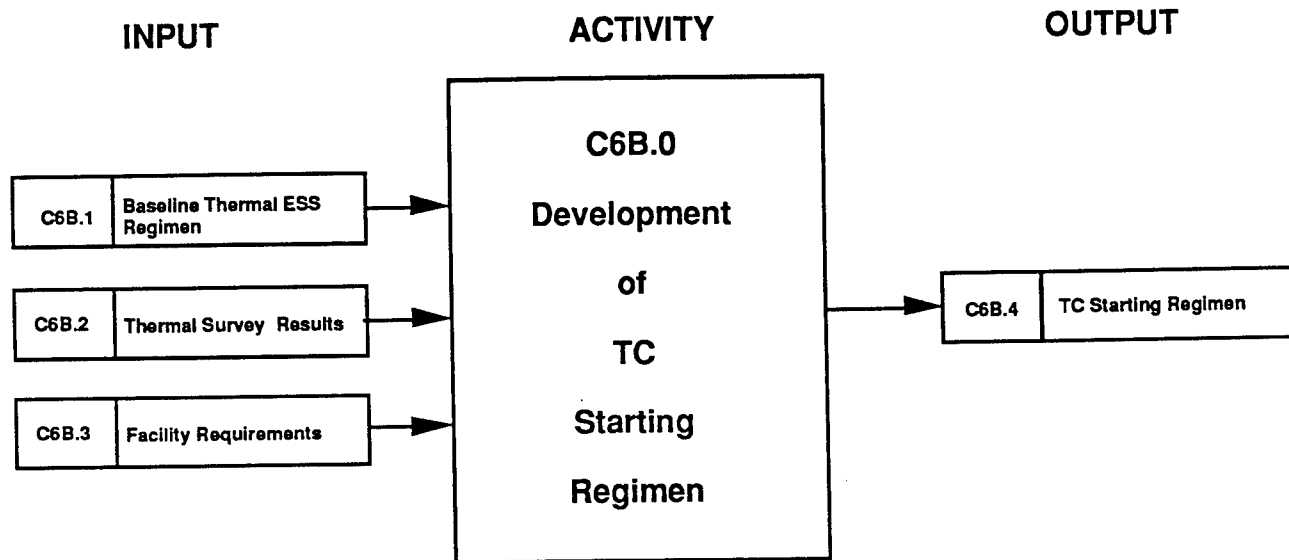 INPUT
ACTIVITY
OUTPUT
C6B.1
Baseline Thermal ESS
Regimen
C6B.2
Thermal Survey Results
C6B.3
Facility Requirements
C6B.0
Development
of
TC
Starting
Regimen
C6B.4
TC Starting Regimen